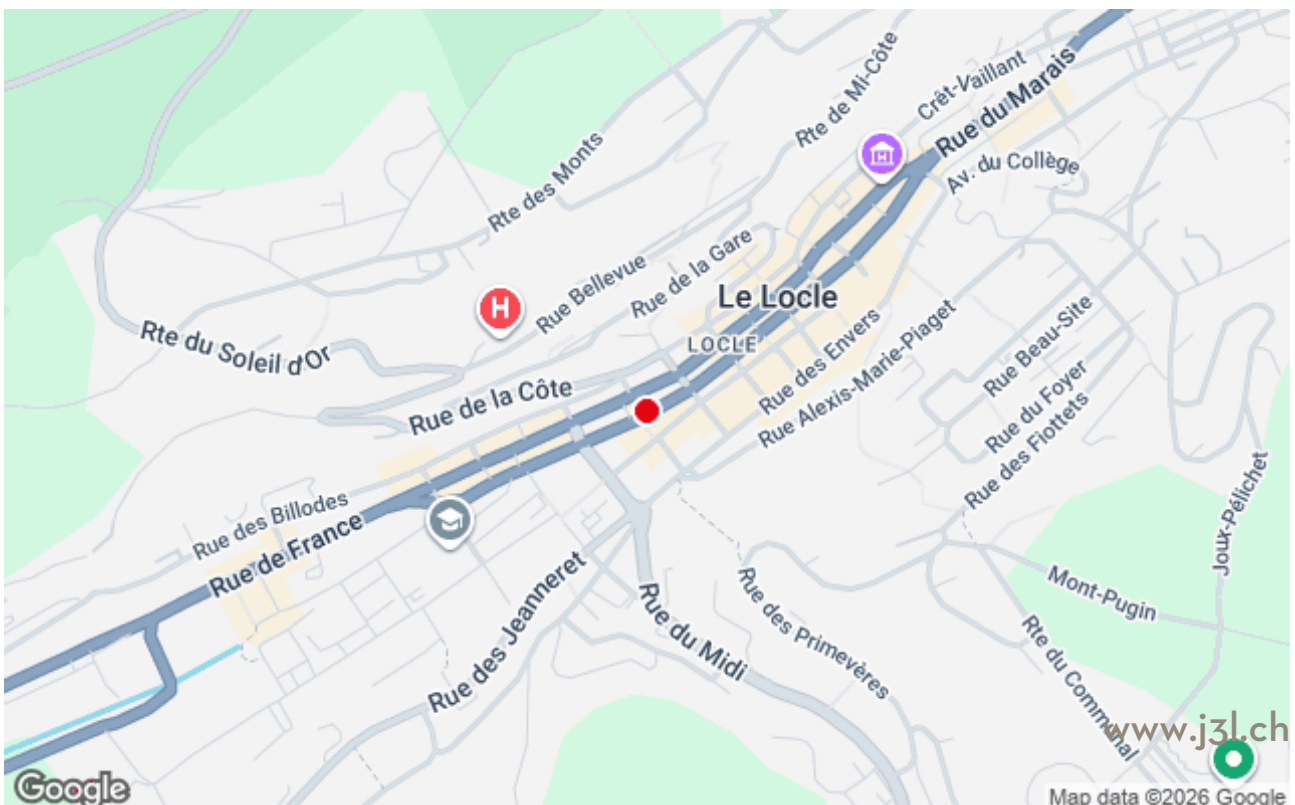 Crêt-Vaillant
Rue du Marais
Rte de Mi-Côte
Rte des Monts
Av. du Collège
Rue de la Gare
Rue Bellevue
H
Le Locle
LOCLE
Rte du Soleil d'Or
Rue Beau-Site
Rue des Envers
Rue Alexis-Marie-Piaget
Rue de la Côte
Rue du Foyer
Rue des Fiottets
Joux-Pélichet
Rue des Billodes
Rue de France
Mont-Pugin
Rue des Jeanneret
Rue du Midi
Rue des Primevères
Rte du Communal
www.j3l.ch
Google
Map data ©2026 Google